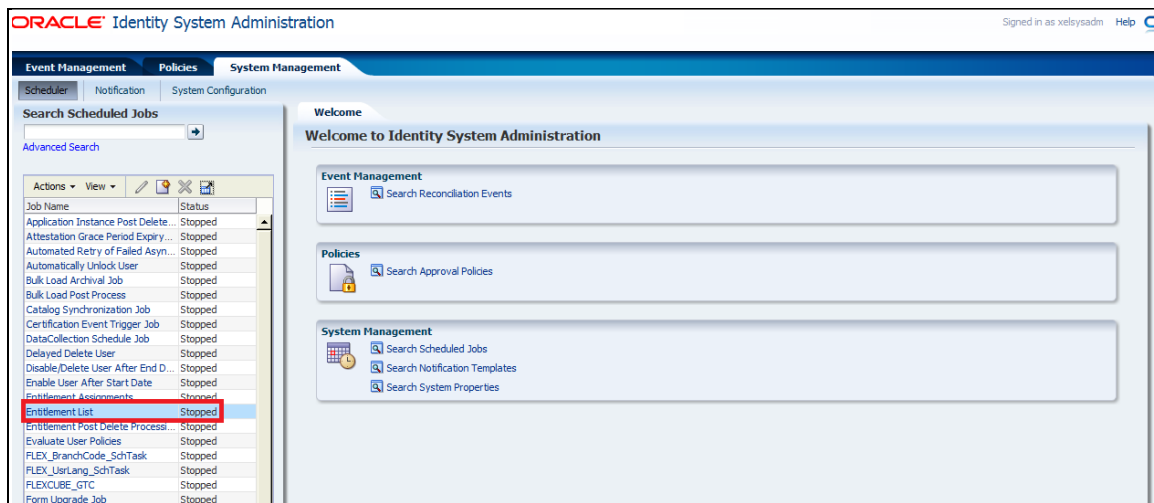 ORACLE Identity System Administration
Signed in as xelsysadm Help
Event Management Policies System Management
Scheduler Notification System Configuration
Search Scheduled Jobs
Advanced Search
Actions View
Job Name Status
Application Instance Post Delete... Stopped
Attestation Grace Period Expiry... Stopped
Automated Retry of Failed Asyn... Stopped
Automatically Unlock User Stopped
Bulk Load Archival Job Stopped
Bulk Load Post Process Stopped
Catalog Synchronization Job Stopped
Certification Event Trigger Job Stopped
DataCollection Schedule Job Stopped
Delayed Delete User Stopped
Disable/Delete User After End D... Stopped
Enable User After Start Date Stopped
Entitlement Assignments Stopped
Entitlement List Stopped
Entitlement Post Delete Processi... Stopped
Evaluate User Policies Stopped
FLEX_BranchCode_SchTask Stopped
FLEX_UsrLang_SchTask Stopped
FLEXCUBE_GTC Stopped
Form Upgrade Job Stopped
Welcome
Welcome to Identity System Administration
Event Management
Search Reconciliation Events
Policies
Search Approval Policies
System Management
Search Scheduled Jobs
Search Notification Templates
Search System Properties